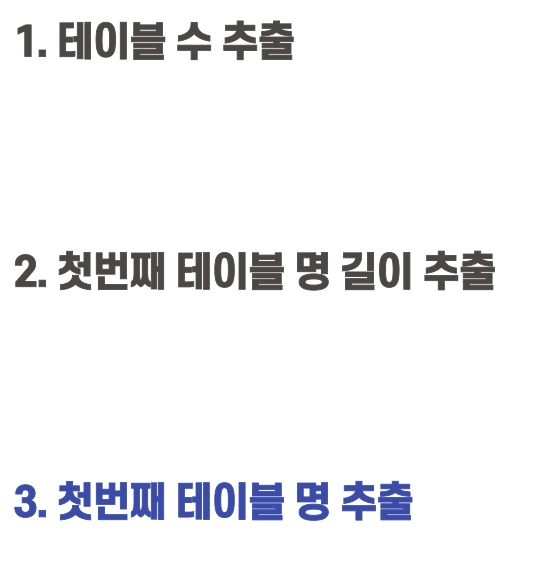 1. 테이블 수 추출
2. 첫번째 테이블 명 길이 추출
3. 첫번째 테이블 명 추출